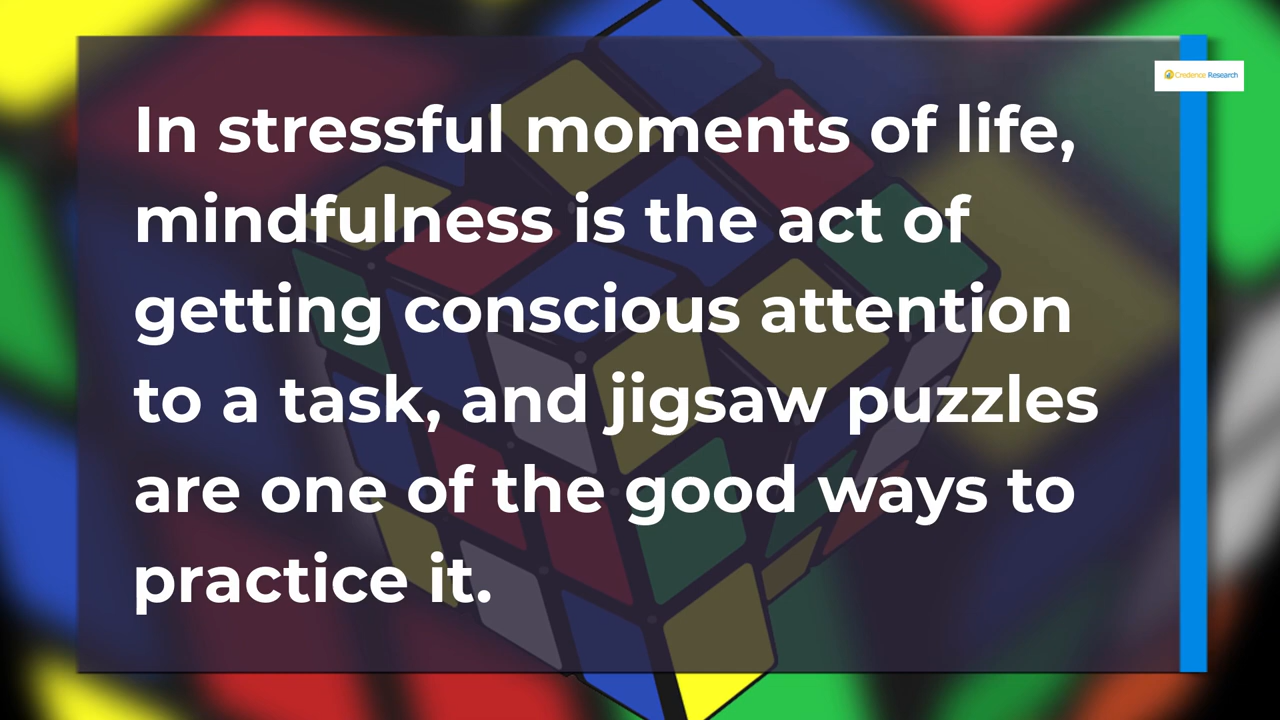 Credence Research
In stressful moments of life,
mindfulness is the act of
getting conscious attention
to a task, and jigsaw puzzles
are one of the good ways to
practice it.